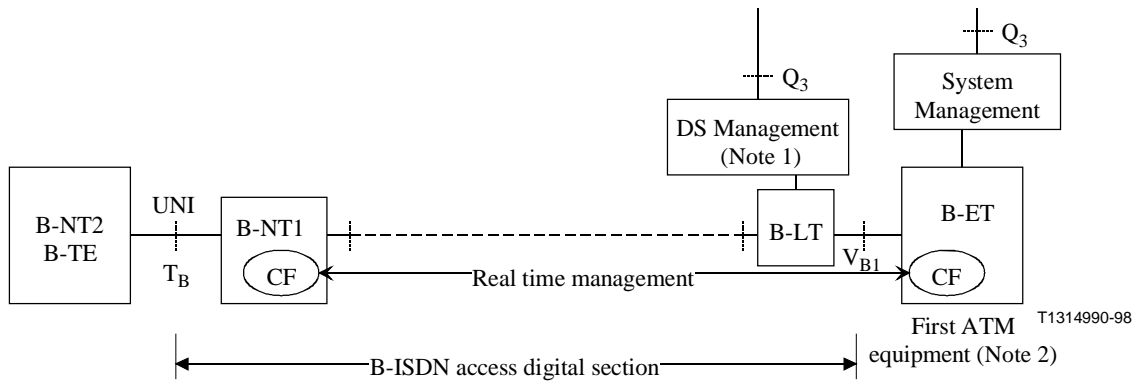 Q3
Q3
System
Management
DS Management
(Note 1)
B-NT2
B-TE
UNI
TB
B-NT1
CF
B-LT
VB1
B-ET
CF
Real time management
First ATM
equipment (Note 2)
T1314990-98
B-ISDN access digital section